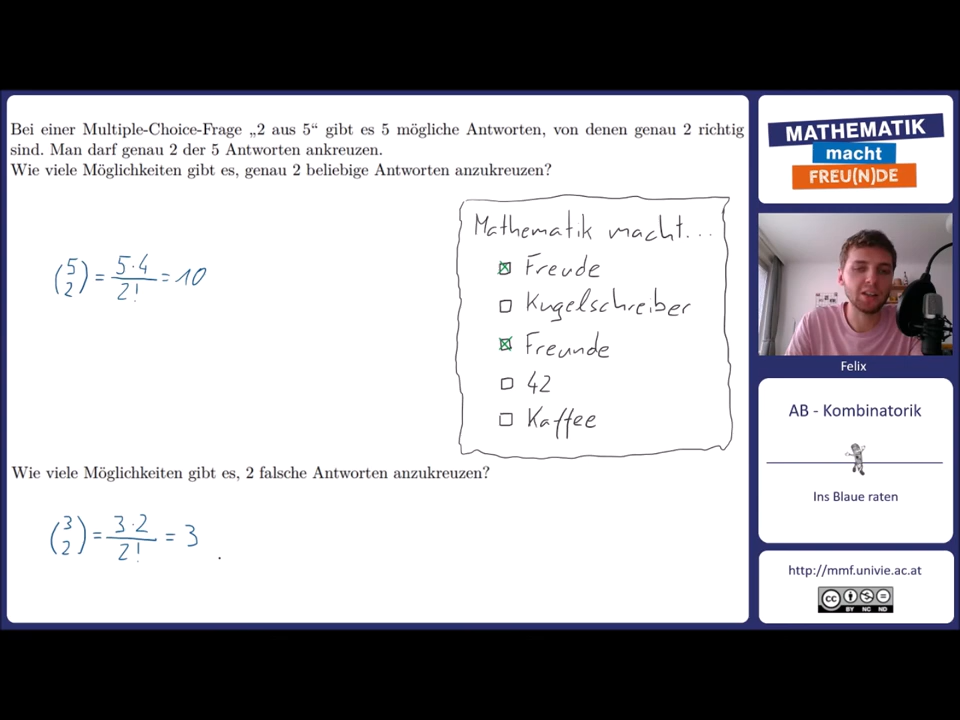 Bei einer Multiple-Choice-Frage „2 aus 5“ gibt es 5 mögliche Antworten, von denen genau 2 richtig
sind. Man darf genau 2 der 5 Antworten ankreuzen.
Wie viele Möglichkeiten gibt es, genau 2 beliebige Antworten anzukreuzen?
(5 2) = 5·4 / 2! = 10
Mathematik macht...
☒ Freude
☐ Kugelschreiber
☒ Freunde
☐ 42
☐ Kaffee
Wie viele Möglichkeiten gibt es, 2 falsche Antworten anzukreuzen?
(3 2) = 3·2 / 2! = 3
MATHEMATIK
macht
FREU(N)DE
Felix
AB - Kombinatorik
Ins Blaue raten
http://mmf.univie.ac.at
cc
BY NC ND